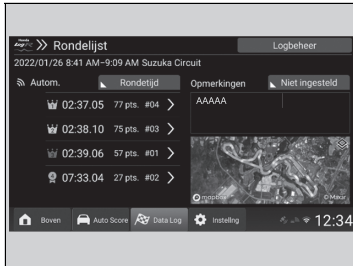 Honda
LogR >> Rondelijst
Logbeheer
2022/01/26 8:41 AM–9:09 AM Suzuka Circuit
Autom.
Rondetijd
Opmerkingen
Niet ingesteld
02:37.05 77 pts. #04 >
AAAAA
02:38.10 75 pts. #03 >
02:39.06 57 pts. #01 >
07:33.04 27 pts. #02 >
mapbox
© Maxar
Boven
Auto Score
Data Log
Instellng
12:34